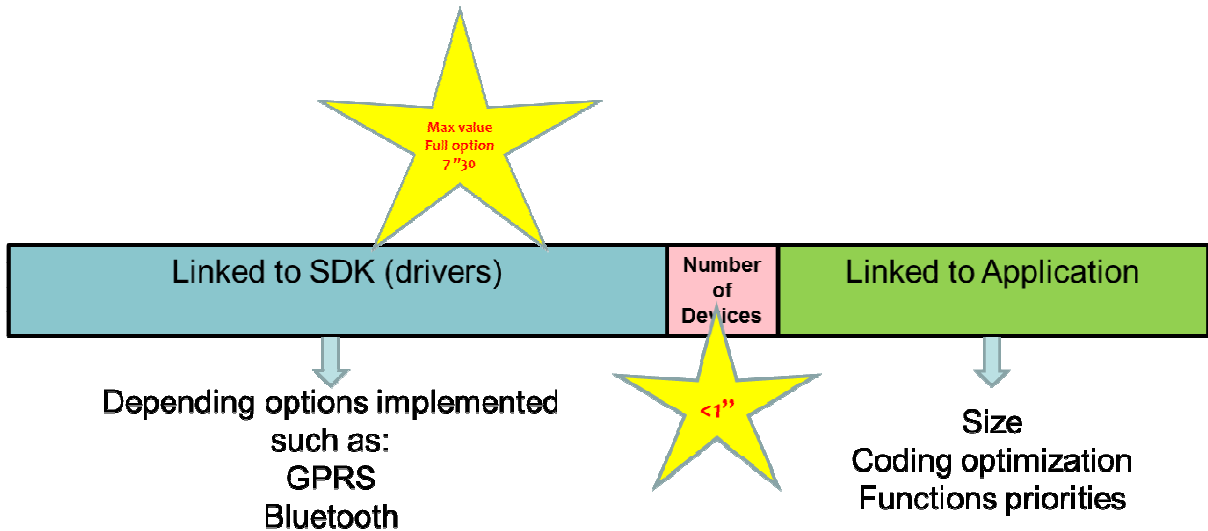 Max value
Full option
7 "30
Linked to SDK (drivers)
Number
of
Devices
Linked to Application
<1”
Depending options implemented
such as:
GPRS
Bluetooth
Size
Coding optimization
Functions priorities